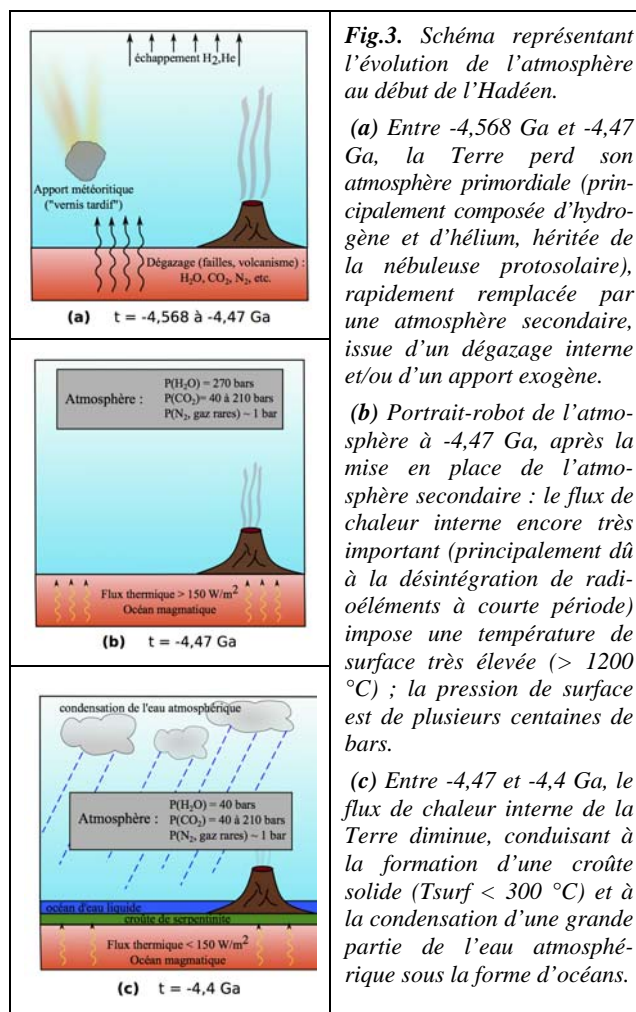 échappement H2,He
Apport météoritique
("vernis tardif")
Dégazage (failles, volcanisme) :
H2O, CO2, N2, etc.
(a) t = -4,568 à -4,47 Ga
Atmosphère :
P(H2O) = 270 bars
P(CO2)= 40 à 210 bars
P(N2, gaz rares) ~ 1 bar
Flux thermique > 150 W/m²
Océan magmatique
(b) t = -4,47 Ga
condensation de l'eau atmosphérique
Atmosphère :
P(H2O) = 40 bars
P(CO2) = 40 à 210 bars
P(N2, gaz rares) ~ 1 bar
océan d'eau liquide
croûte de serpentinite
Flux thermique < 150 W/m²
Océan magmatique
(c) t = -4,4 Ga
Fig.3. Schéma représentant
l'évolution de l'atmosphère
au début de l'Hadéen.
(a) Entre -4,568 Ga et -4,47
Ga, la Terre perd son
atmosphère primordiale (prin-
cipalement composée d'hydro-
gène et d'hélium, héritée de
la nébuleuse protosolaire),
rapidement remplacée par
une atmosphère secondaire,
issue d'un dégazage interne
et/ou d'un apport exogène.
(b) Portrait-robot de l'atmo-
sphère à -4,47 Ga, après la
mise en place de l'atmo-
sphère secondaire : le flux de
chaleur interne encore très
important (principalement dû
à la désintégration de radi-
oéléments à courte période)
impose une température de
surface très élevée (> 1200
°C) ; la pression de surface
est de plusieurs centaines de
bars.
(c) Entre -4,47 et -4,4 Ga, le
flux de chaleur interne de la
Terre diminue, conduisant à
la formation d'une croûte
solide (Tsurf < 300 °C) et à
la condensation d'une grande
partie de l'eau atmosphé-
rique sous la forme d'océans.